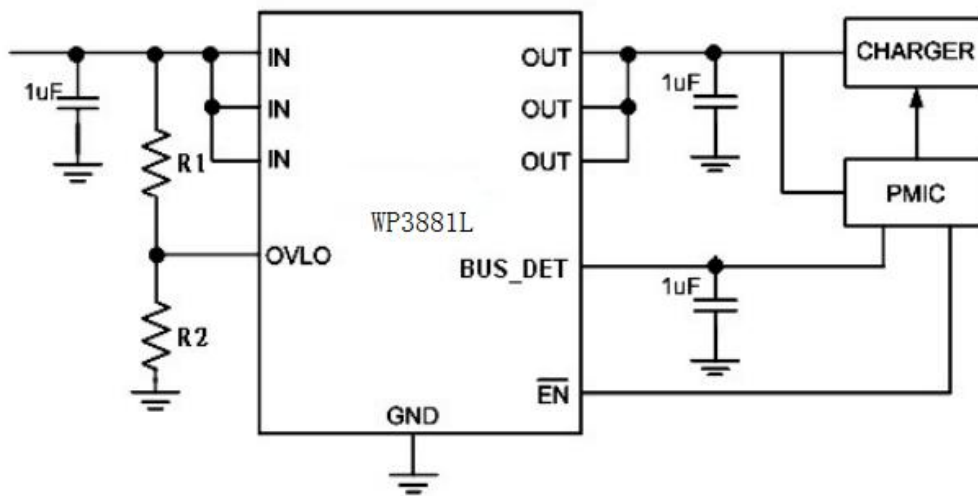 IN
OUT
CHARGER
1uF
1uF
IN
OUT
R1
IN
OUT
PMIC
WP3881L
OVLO
BUS_DET
1uF
R2
EN
GND